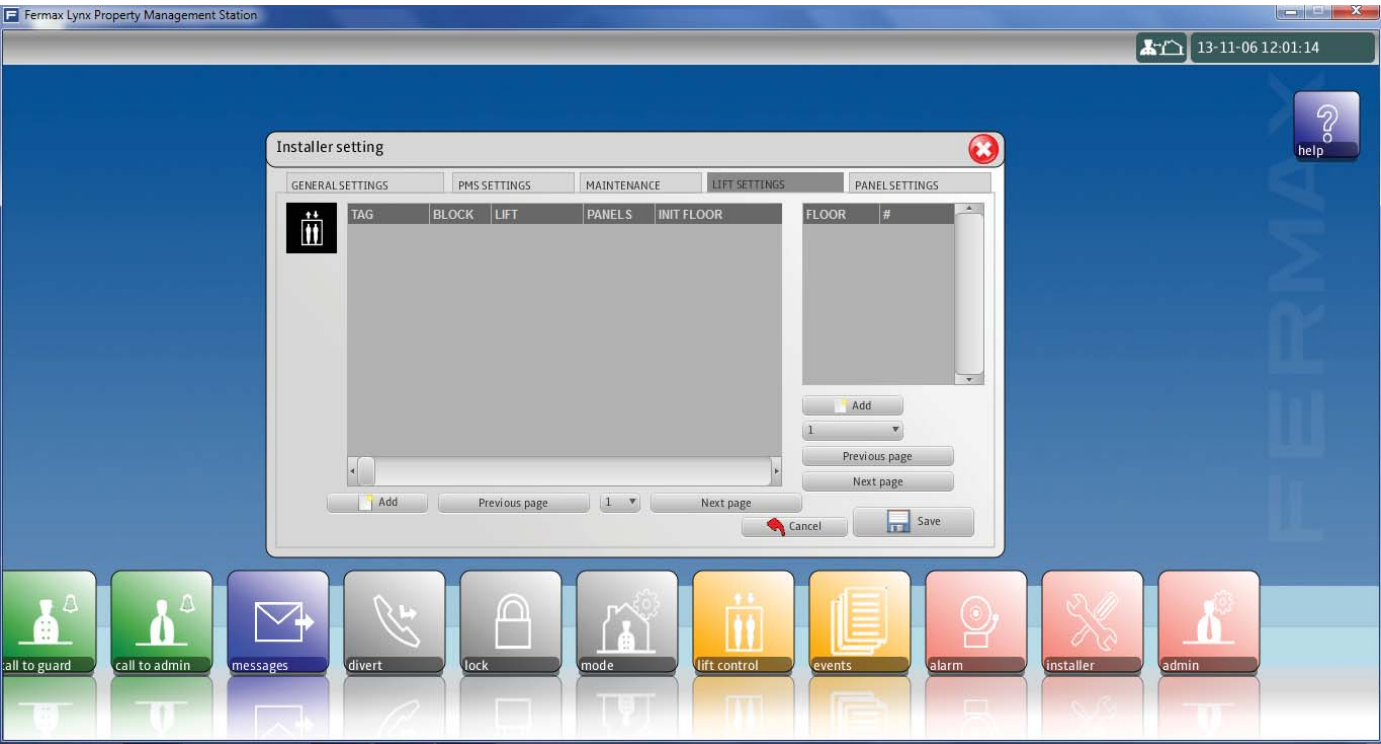 Fermax Lynx Property Management Station
13-11-06 12:01:14
help
FERMAX
Installer setting
GENERAL SETTINGS PMS SETTINGS MAINTENANCE LIFT SETTINGS PANEL SETTINGS
TAG BLOCK LIFT PANELS INIT FLOOR FLOOR #
Add
1
Previous page
Next page
Add Previous page 1 Next page
Cancel Save
call to guard call to admin messages divert lock mode lift control events alarm installer admin